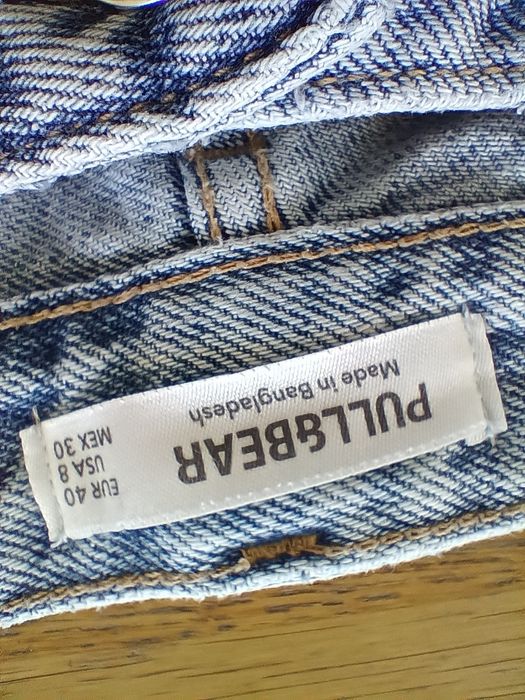 PULL&BEAR
Made in Bangladesh
EUR 40
USA 8
MEX 30